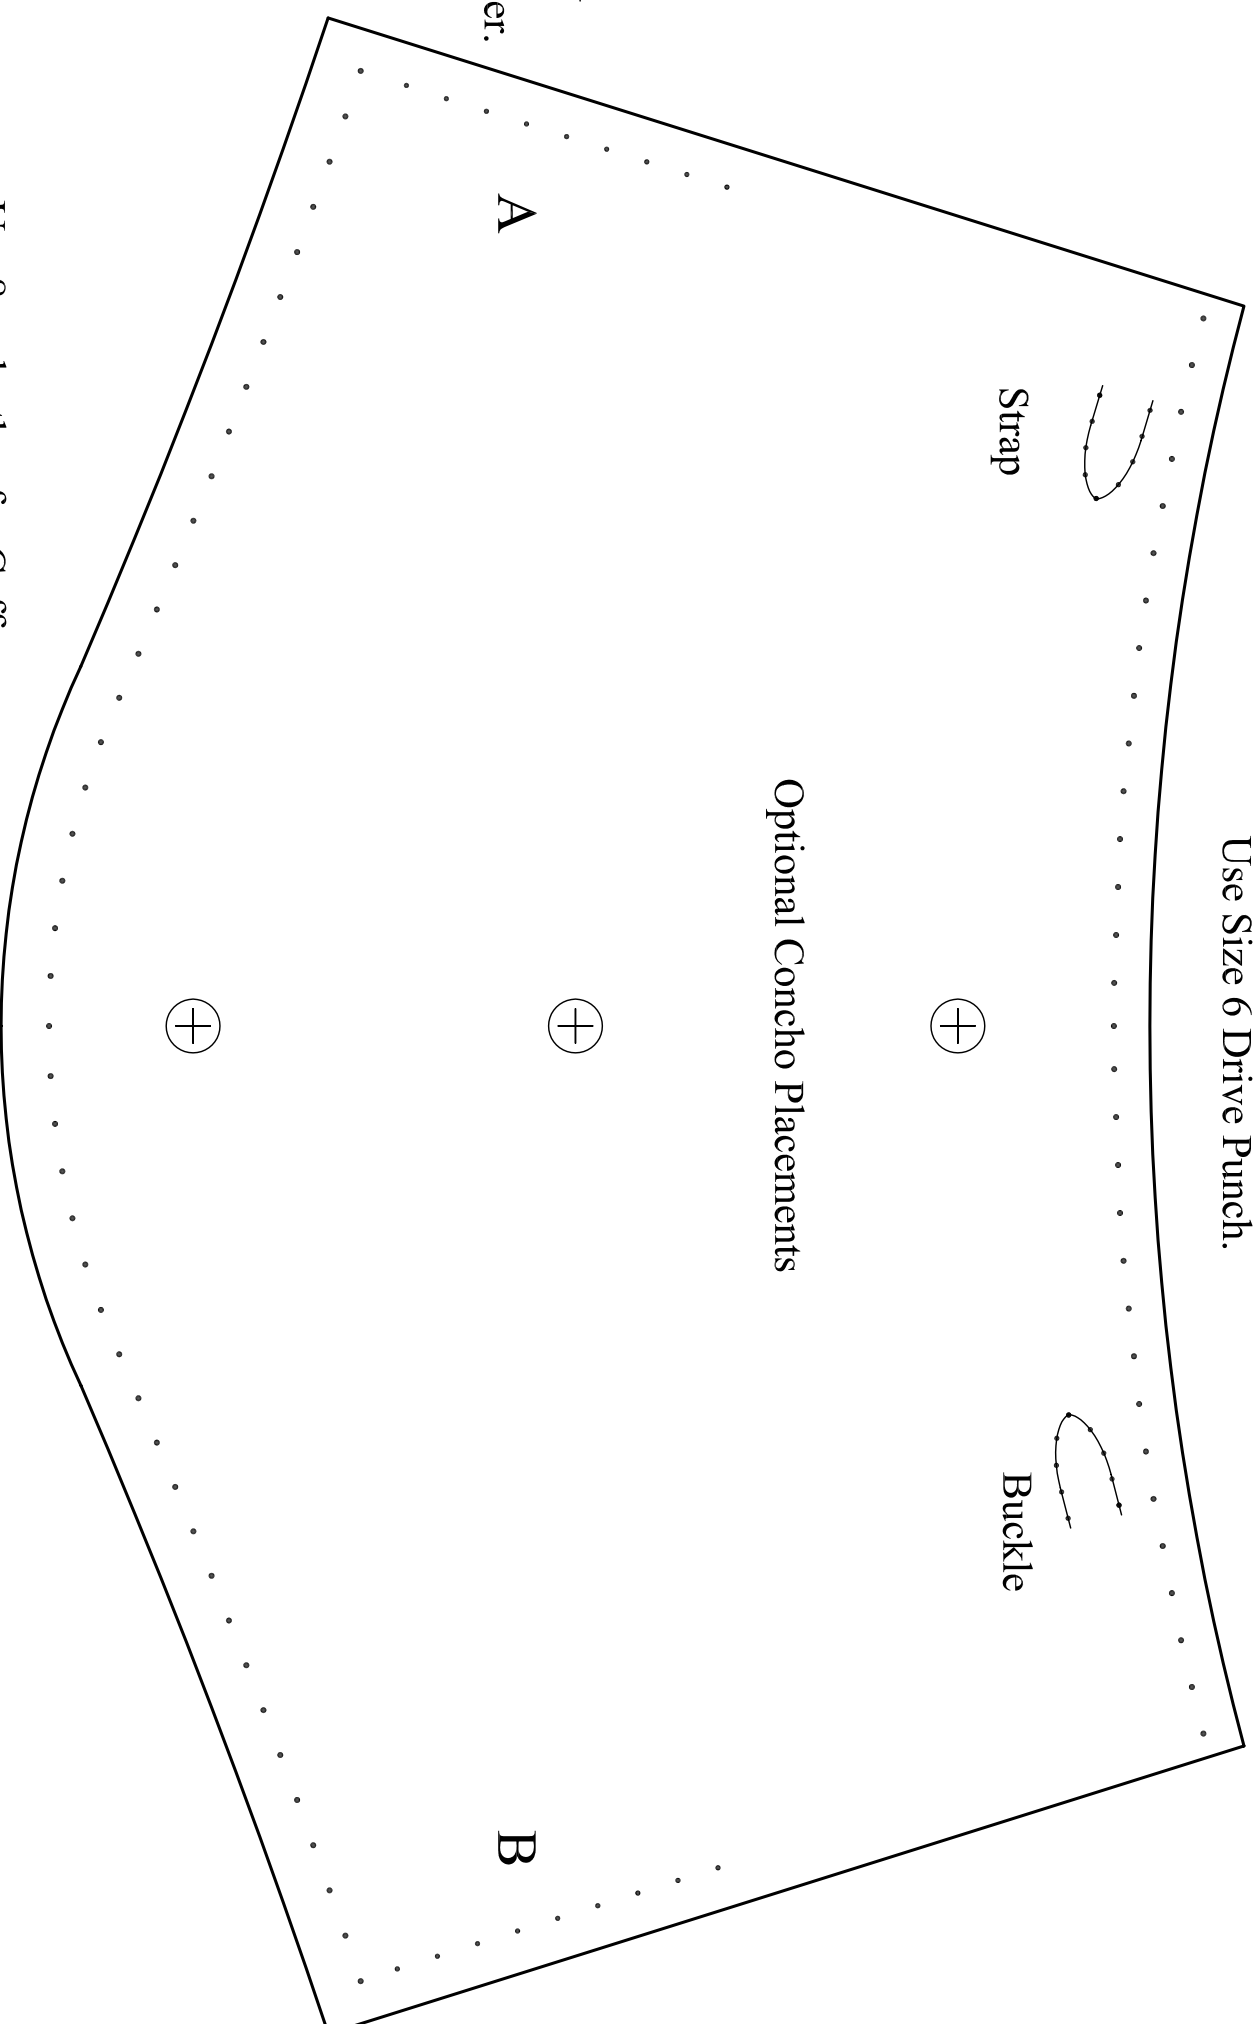 Use Size 6 Drive Punch.
Strap
Buckle
Optional Concho Placements
A
B
er.